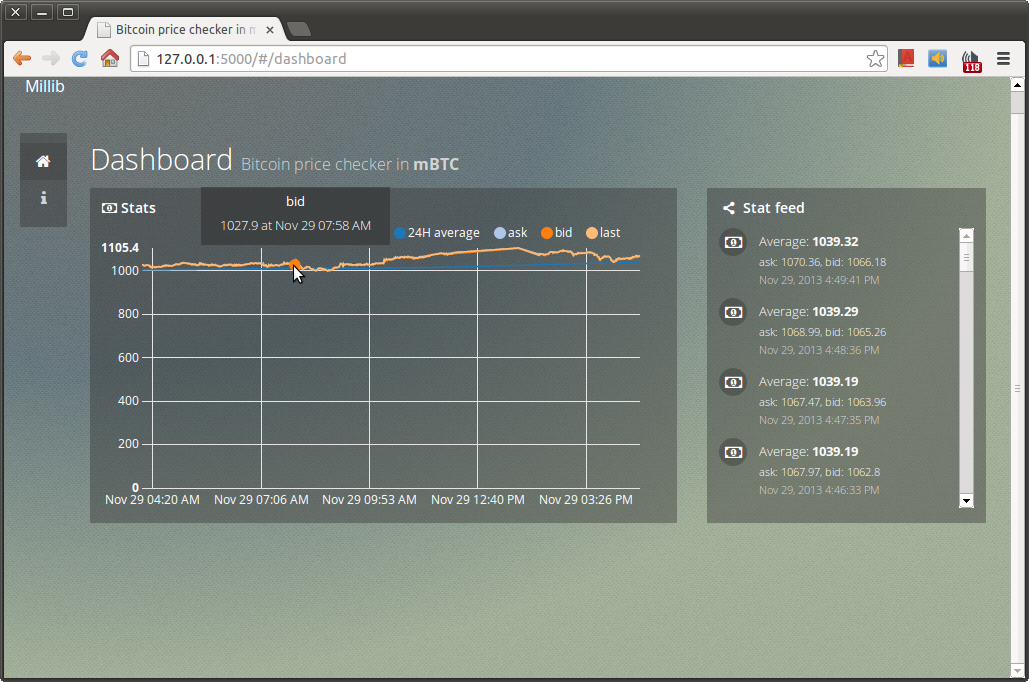 Bitcoin price checker in m
127.0.0.1:5000/#/dashboard
118
Millib
Dashboard Bitcoin price checker in mBTC
Stats
bid
1027.9 at Nov 29 07:58 AM
24H average ask bid last
1105.4
1000
800
600
400
200
0
Nov 29 04:20 AM Nov 29 07:06 AM Nov 29 09:53 AM Nov 29 12:40 PM Nov 29 03:26 PM
Stat feed
Average: 1039.32
ask: 1070.36, bid: 1066.18
Nov 29, 2013 4:49:41 PM
Average: 1039.29
ask: 1068.99, bid: 1065.26
Nov 29, 2013 4:48:36 PM
Average: 1039.19
ask: 1067.47, bid: 1063.96
Nov 29, 2013 4:47:35 PM
Average: 1039.19
ask: 1067.97, bid: 1062.8
Nov 29, 2013 4:46:33 PM